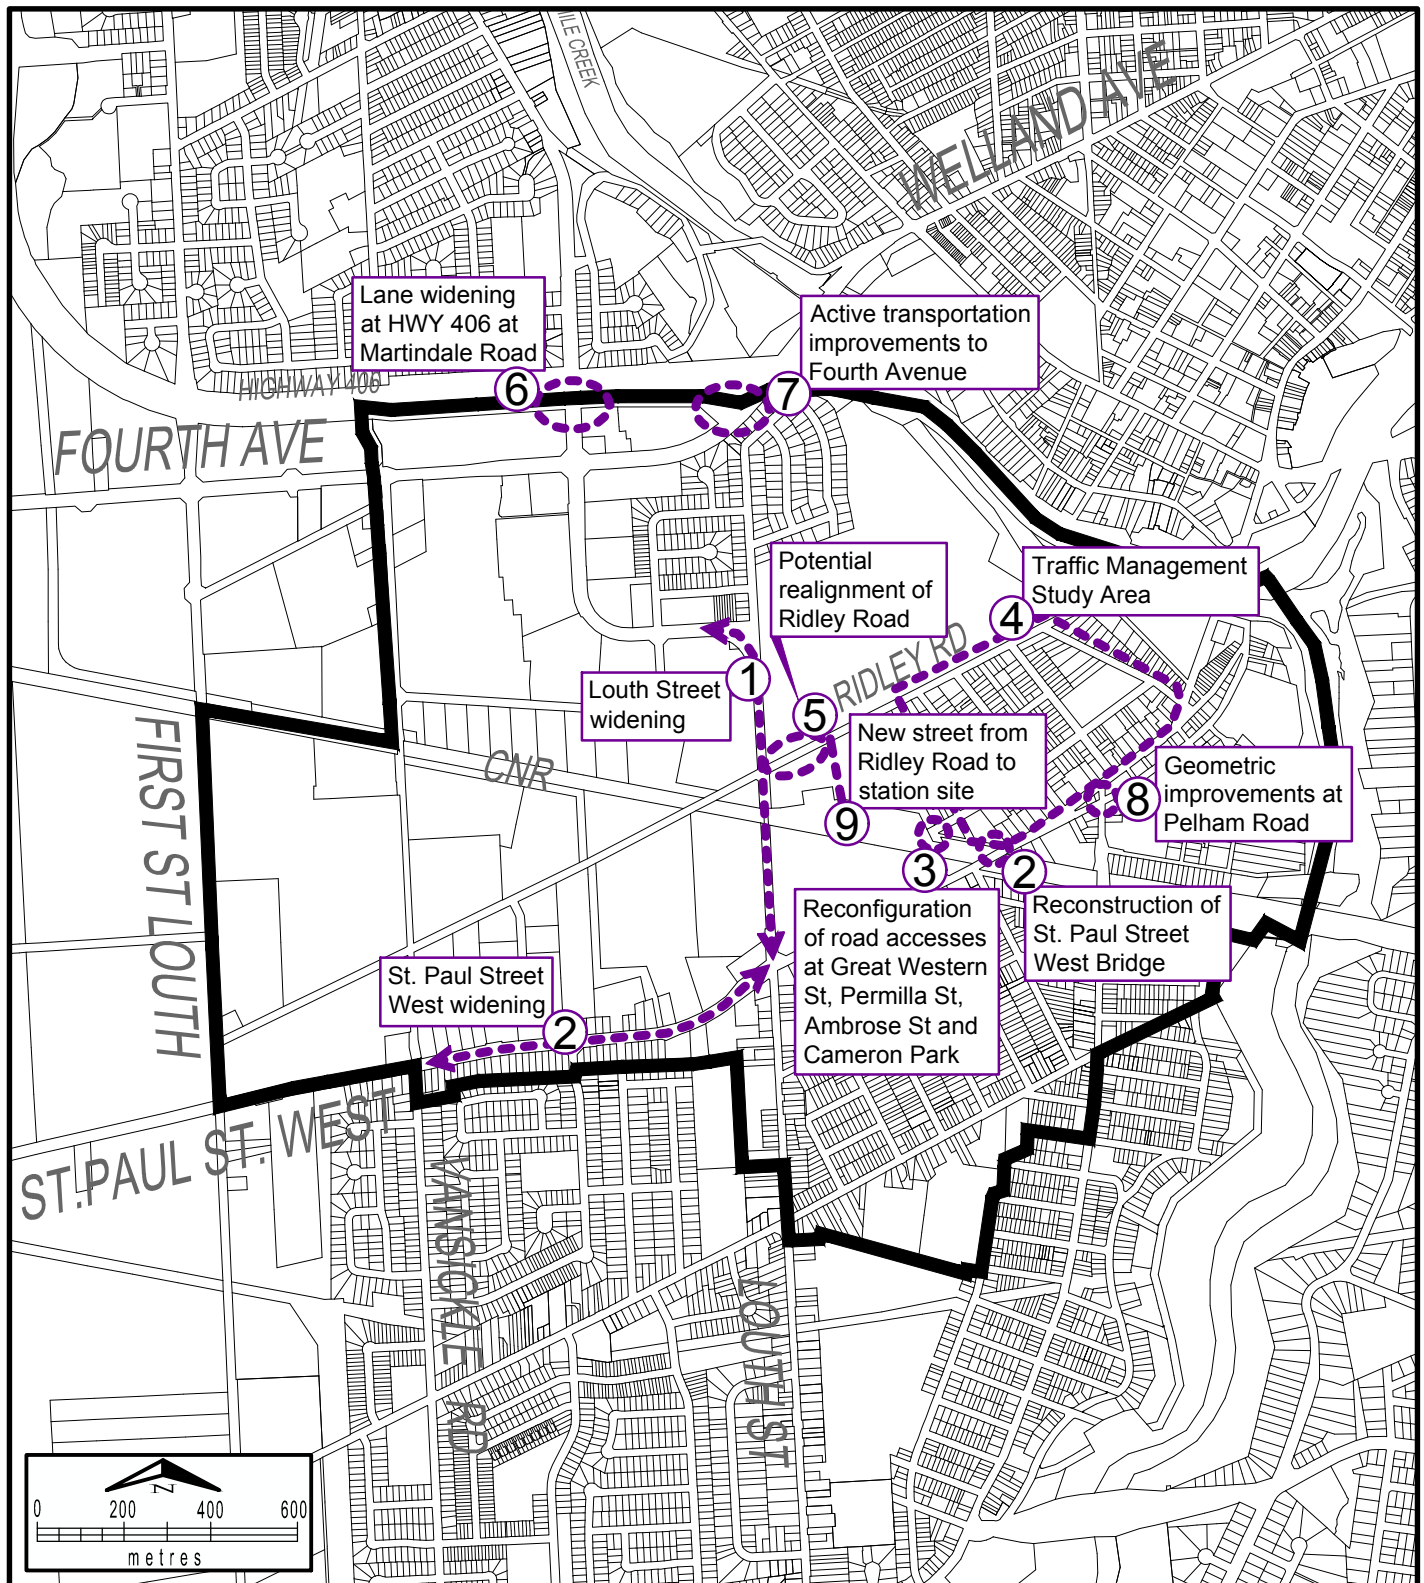 MILE CREEK
WELLAND AVE
Lane widening
at HWY 406 at
Martindale Road
Active transportation
improvements to
Fourth Avenue
HIGHWAY 406
6
7
FOURTH AVE
Potential
realignment of
Ridley Road
Traffic Management
Study Area
4
RIDLEY RD
Louth Street
widening
1
5
New street from
Ridley Road to
station site
FIRST ST LOUTH
CNR
Geometric
improvements at
Pelham Road
8
9
3
2
Reconfiguration
of road accesses
at Great Western
St, Permilla St,
Ambrose St and
Cameron Park
Reconstruction of
St. Paul Street
West Bridge
St. Paul Street
West widening
2
ST.PAUL ST. WEST
VANSICKLE RD
LOUTH ST
N
0 200 400 600
metres